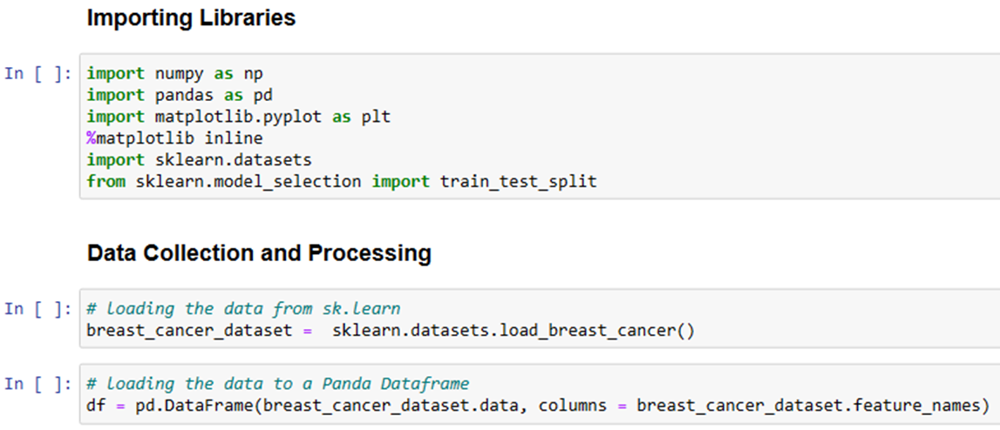 Importing Libraries
In [ ]: import numpy as np
import pandas as pd
import matplotlib.pyplot as plt
%matplotlib inline
import sklearn.datasets
from sklearn.model_selection import train_test_split
Data Collection and Processing
In [ ]: # loading the data from sk.learn
breast_cancer_dataset =  sklearn.datasets.load_breast_cancer()
In [ ]: # loading the data to a Panda Dataframe
df = pd.DataFrame(breast_cancer_dataset.data, columns = breast_cancer_dataset.feature_names)